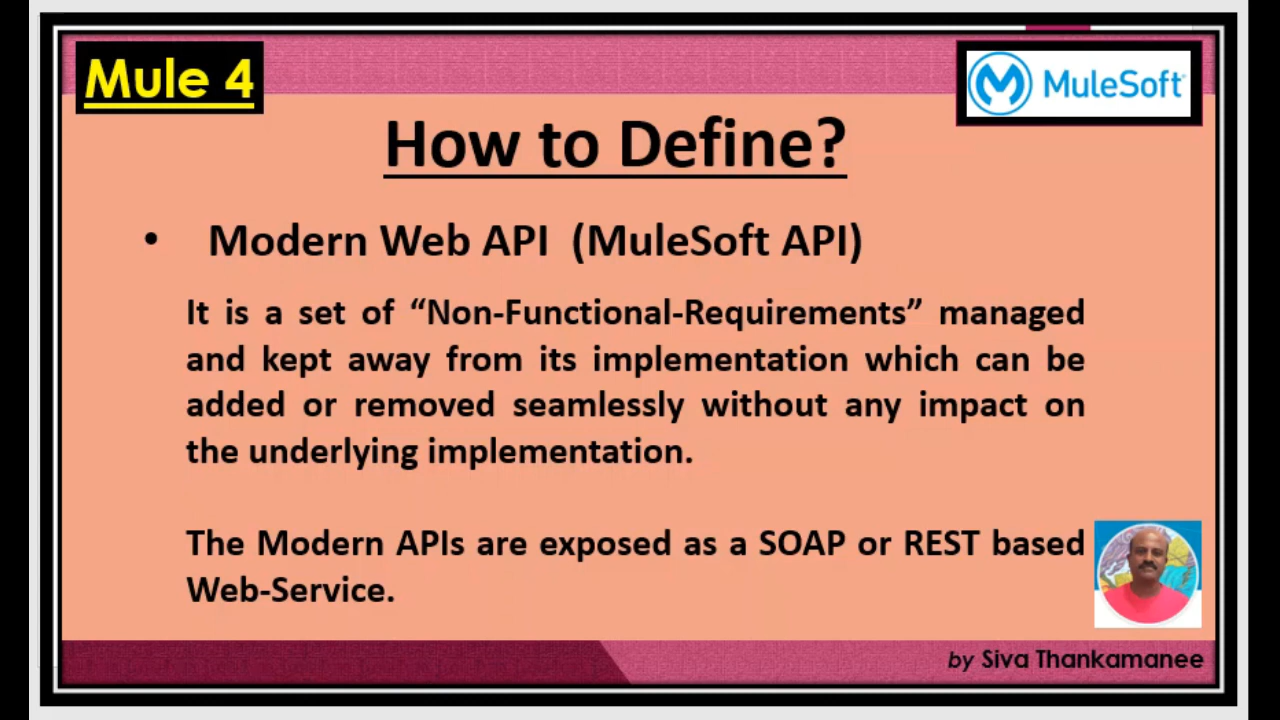 Mule 4
MuleSoft
How to Define?
• Modern Web API (MuleSoft API)
It is a set of “Non-Functional-Requirements” managed
and kept away from its implementation which can be
added or removed seamlessly without any impact on
the underlying implementation.
The Modern APIs are exposed as a SOAP or REST based
Web-Service.
by Siva Thankamanee